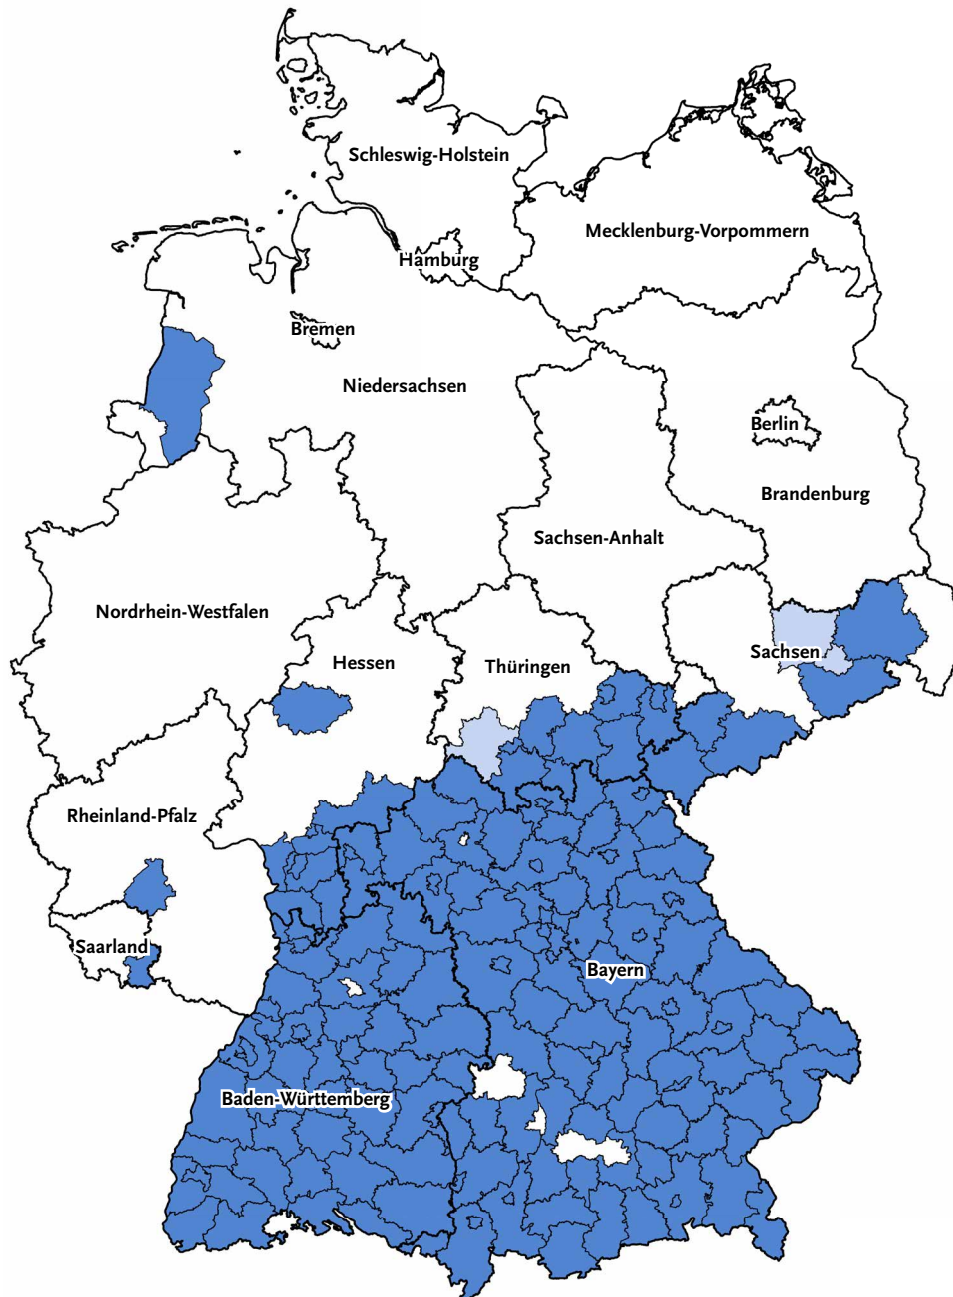 Schleswig-Holstein
Mecklenburg-Vorpommern
Hamburg
Bremen
Niedersachsen
Berlin
Brandenburg
Sachsen-Anhalt
Nordrhein-Westfalen
Sachsen
Hessen
Thüringen
Rheinland-Pfalz
Saarland
Bayern
Baden-Württemberg